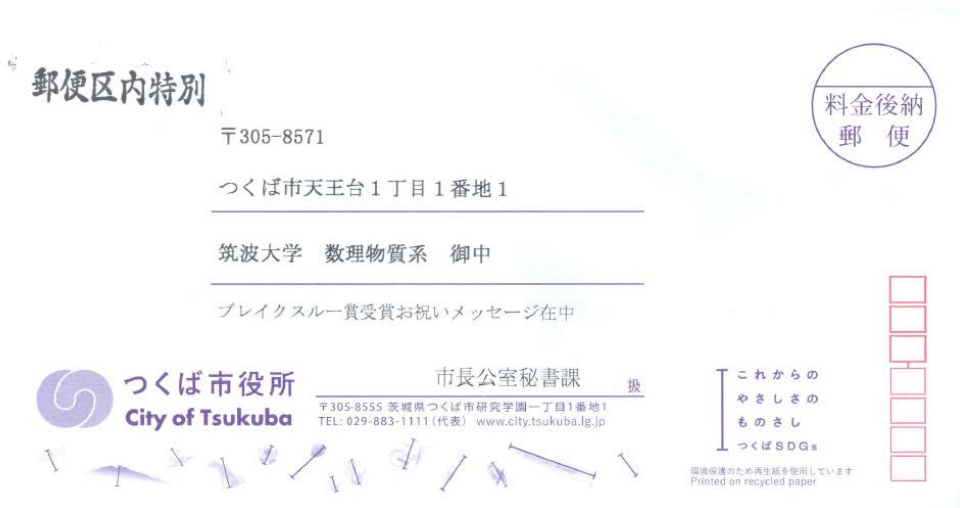 郵便区内特別
料金後納
郵 便
〒305-8571
つくば市天王台1丁目1番地1
筑波大学 数理物質系 御中
ブレイクスルー賞受賞お祝いメッセージ在中
つくば市役所
City of Tsukuba
市長公室秘書課 扱
〒305-8555 茨城県つくば市研究学園一丁目1番地1
TEL: 029-883-1111(代表) www.city.tsukuba.lg.jp
これからの
やさしさの
ものさし
つくばSDGs
環境保護のため再生紙を使用しています
Printed on recycled paper